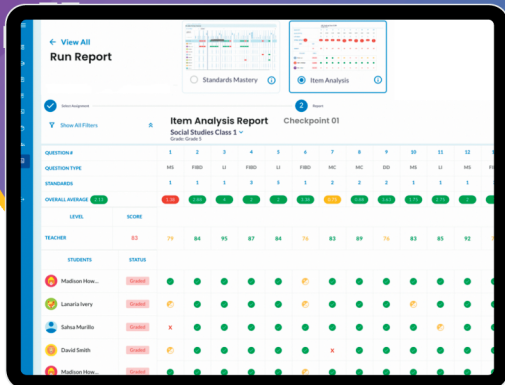 ← View All
Run Report
Standards Mastery
Item Analysis
Select Assignment
2 Report
Show All Filters
Item Analysis Report Checkpoint 01
Social Studies Class 1
Grade: Grade 5
QUESTION # 1 2 3 4 5 6 7 8 9 10 11 12
QUESTION TYPE MS FIBD LI FIBD LI FIBD MC MC DD MS LI MS
STANDARDS 1 1 1 3 5 1 2 2 2 1 1 1
OVERALL AVERAGE
LEVEL SCORE
TEACHER 82 79 84 95 87 84 76 83 89 76 83 85 92
STUDENTS STATUS
Madison How... Graded
Lanaria Ivery Graded
Sahsa Murillo Graded X
David Smith Graded X
Madison How... Graded